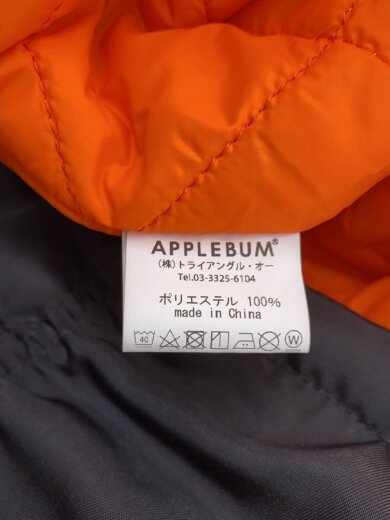 APPLEBUM®
(株)トライアングル・オー
Tel.03-3325-6104
ポリエステル 100%
made in China
40 W